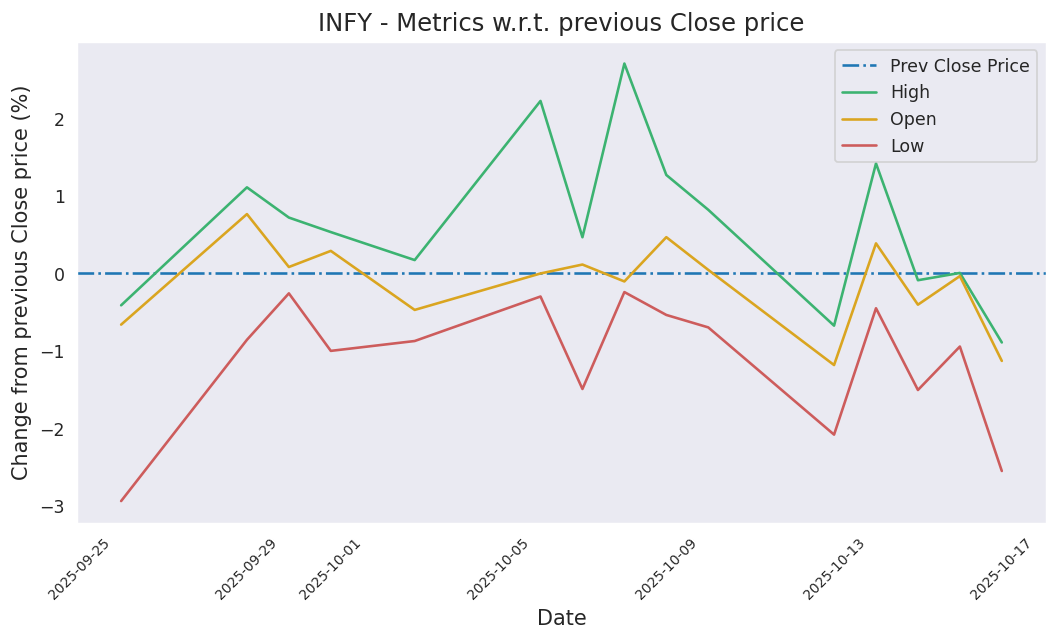 INFY - Metrics w.r.t. previous Close price
Change from previous Close price (%)
2
1
0
−1
−2
−3
Prev Close Price
High
Open
Low
2025-09-25
2025-09-29
2025-10-01
2025-10-05
2025-10-09
2025-10-13
2025-10-17
Date